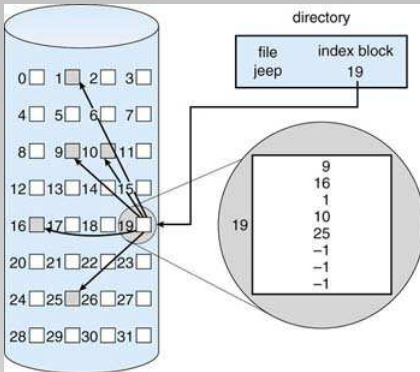 directory
file index block
jeep 19
0 1 2 3
4 5 6 7
8 9 10 11
12 13 14 15
16 17 18 19
20 21 22 23
24 25 26 27
28 29 30 31
19
9
16
1
10
25
–1
–1
–1